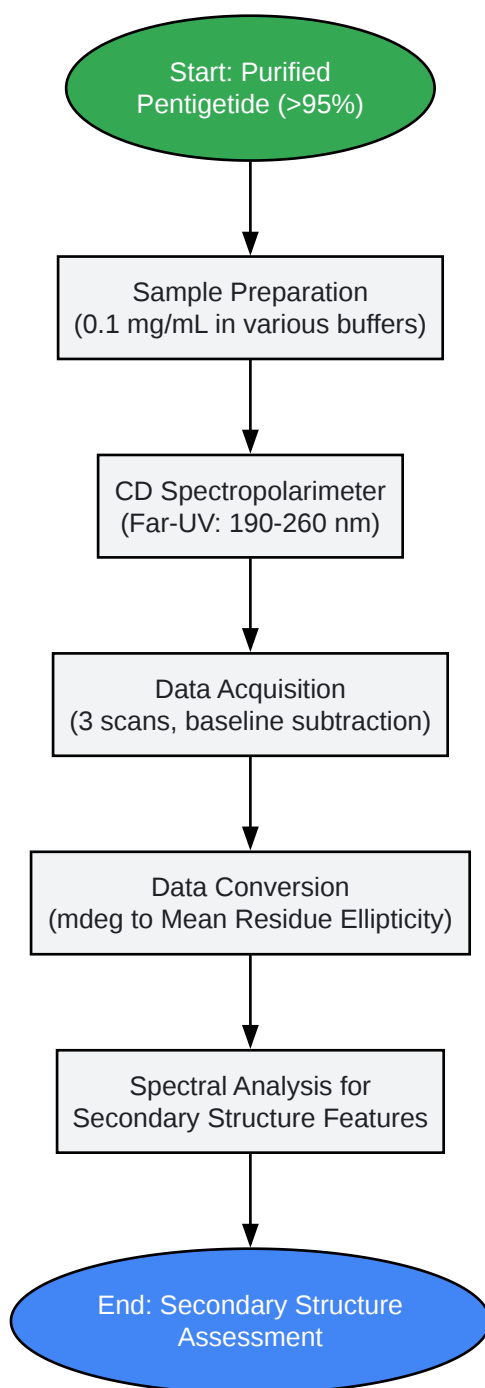 Start: Purified
Pentigetide (>95%)
Sample Preparation
(0.1 mg/mL in various buffers)
CD Spectropolarimeter
(Far-UV: 190-260 nm)
Data Acquisition
(3 scans, baseline subtraction)
Data Conversion
(mdeg to Mean Residue Ellipticity)
Spectral Analysis for
Secondary Structure Features
End: Secondary Structure
Assessment